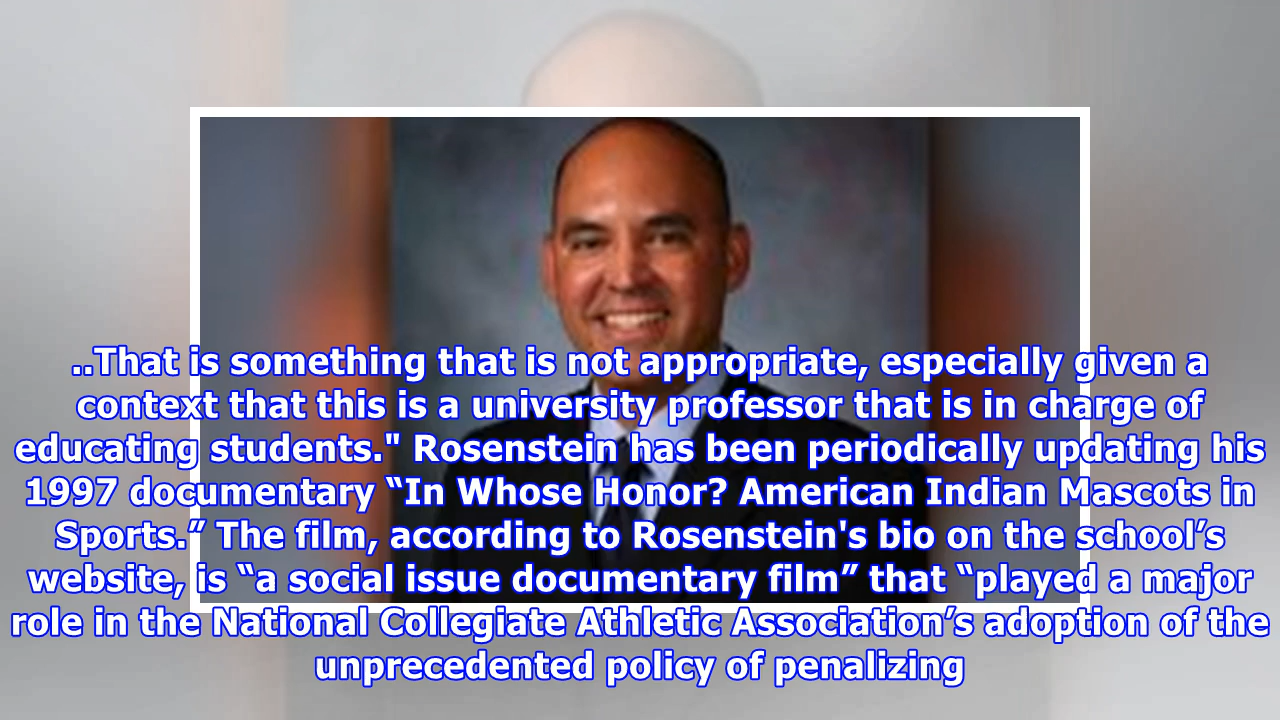 ..That is something that is not appropriate, especially given a
context that this is a university professor that is in charge of
educating students." Rosenstein has been periodically updating his
1997 documentary “In Whose Honor? American Indian Mascots in
Sports.” The film, according to Rosenstein's bio on the school’s
website, is “a social issue documentary film” that “played a major
role in the National Collegiate Athletic Association’s adoption of the
unprecedented policy of penalizing